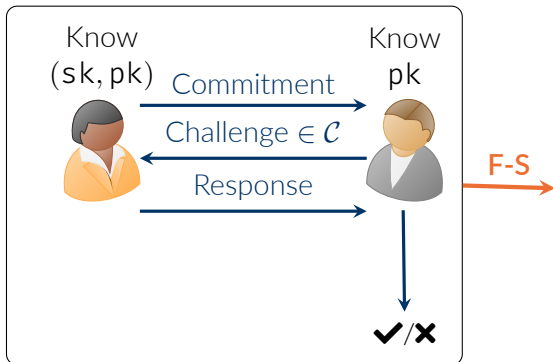 Know
(sk, pk)
Know
pk
Commitment
Challenge ∈ 𝒞
Response
F-S
✔/✖